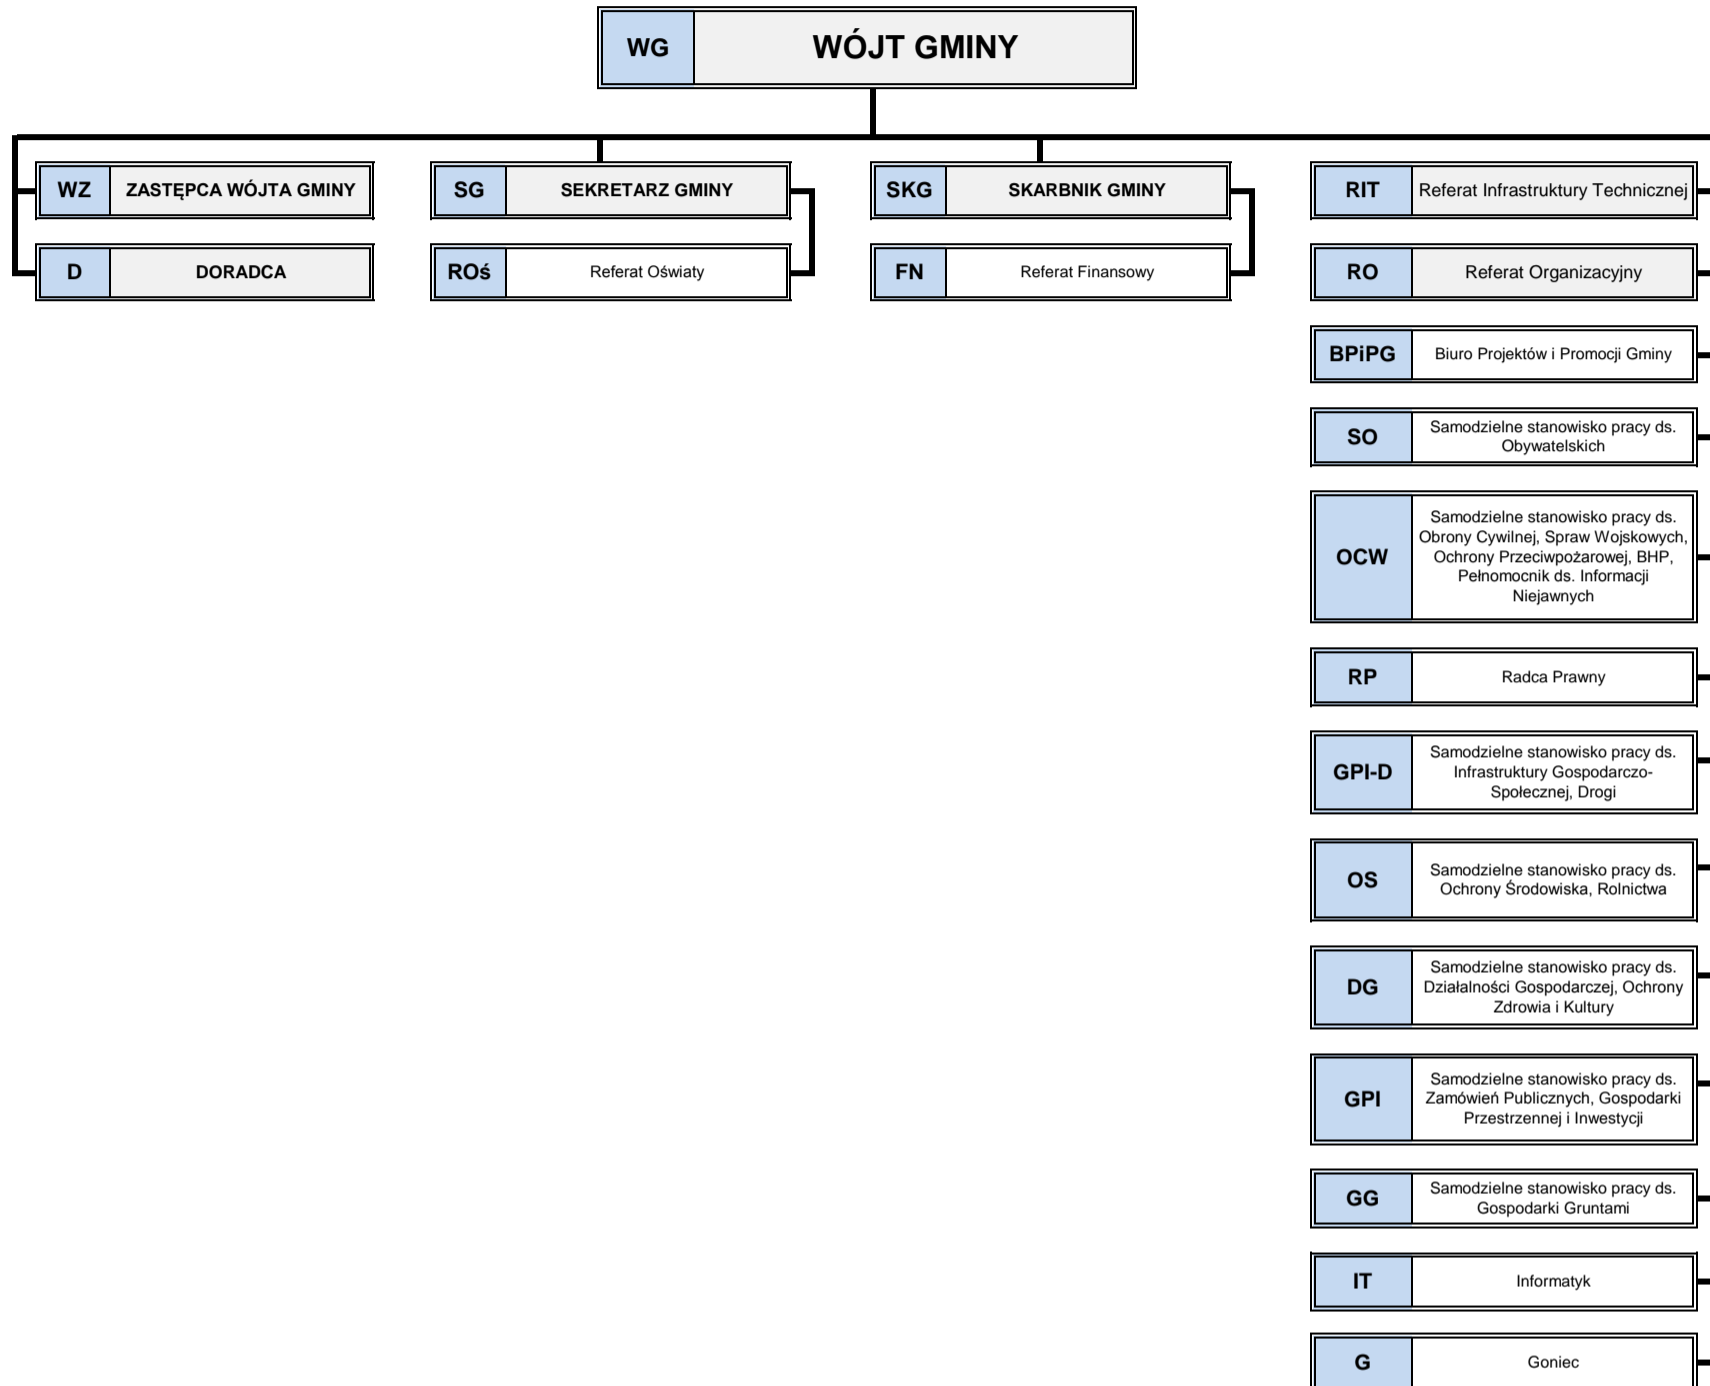 WG WÓJT GMINY
WZ ZASTĘPCA WÓJTA GMINY
D DORADCA
SG SEKRETARZ GMINY
ROś Referat Oświaty
SKG SKARBNIK GMINY
FN Referat Finansowy
RIT Referat Infrastruktury Technicznej
RO Referat Organizacyjny
BPiPG Biuro Projektów i Promocji Gminy
SO
Samodzielne stanowisko pracy ds.
Obywatelskich
OCW
Samodzielne stanowisko pracy ds.
Obrony Cywilnej, Spraw Wojskowych,
Ochrony Przeciwpożarowej, BHP,
Pełnomocnik ds. Informacji
Niejawnych
RP Radca Prawny
GPI-D
Samodzielne stanowisko pracy ds.
Infrastruktury Gospodarczo-
Społecznej, Drogi
OS
Samodzielne stanowisko pracy ds.
Ochrony Środowiska, Rolnictwa
DG
Samodzielne stanowisko pracy ds.
Działalności Gospodarczej, Ochrony
Zdrowia i Kultury
GPI
Samodzielne stanowisko pracy ds.
Zamówień Publicznych, Gospodarki
Przestrzennej i Inwestycji
GG
Samodzielne stanowisko pracy ds.
Gospodarki Gruntami
IT Informatyk
G Goniec